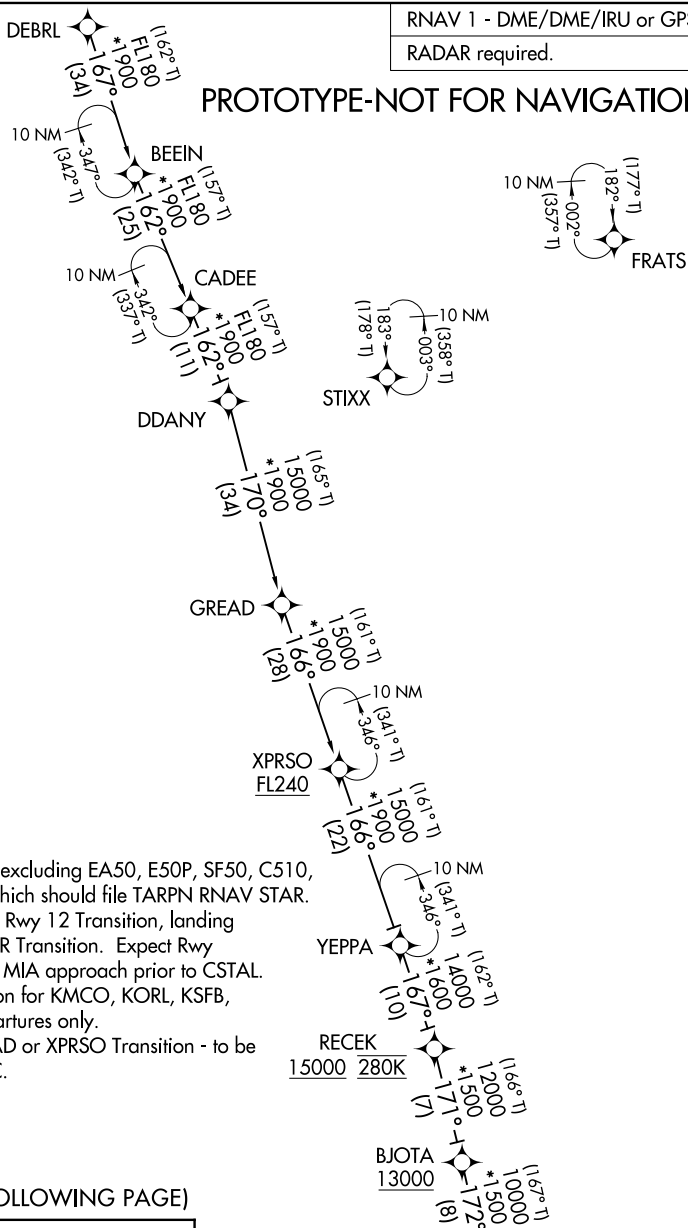 RNAV 1 - DME/DME/IRU or GPS
RADAR required.
PROTOTYPE-NOT FOR NAVIGATION
DEBRL
(162° T)
FL180
*1900
167°
(34)
10 NM
347°
(342° T)
BEEIN
(157° T)
FL180
*1900
162°
(25)
10 NM
342°
(337° T)
CADEE
(157° T)
FL180
*1900
162°
(11)
DDANY
10 NM
002°
(357° T)
182°
(177° T)
FRATS
183°
(178° T)
10 NM
(358° T)
003°
STIXX
(165° T)
15000
*1900
170°
(34)
GREAD
(161° T)
15000
*1900
166°
(28)
10 NM
(341° T)
346°
XPRSO
FL240
(161° T)
15000
*1900
166°
(22)
10 NM
(341° T)
346°
YEPPA
(162° T)
14000
*1600
167°
(10)
RECEK
15000 280K
(166° T)
12000
*1500
171°
(7)
BJOTA
13000
(167° T)
10000
*1500
172°
(8)
excluding EA50, E50P, SF50, C510,
which should file TARPN RNAV STAR.
Rwy 12 Transition, landing
R Transition. Expect Rwy
MIA approach prior to CSTAL.
on for KMCO, KORL, KSFB,
artures only.
AD or XPRSO Transition - to be
C.
OLLOWING PAGE)